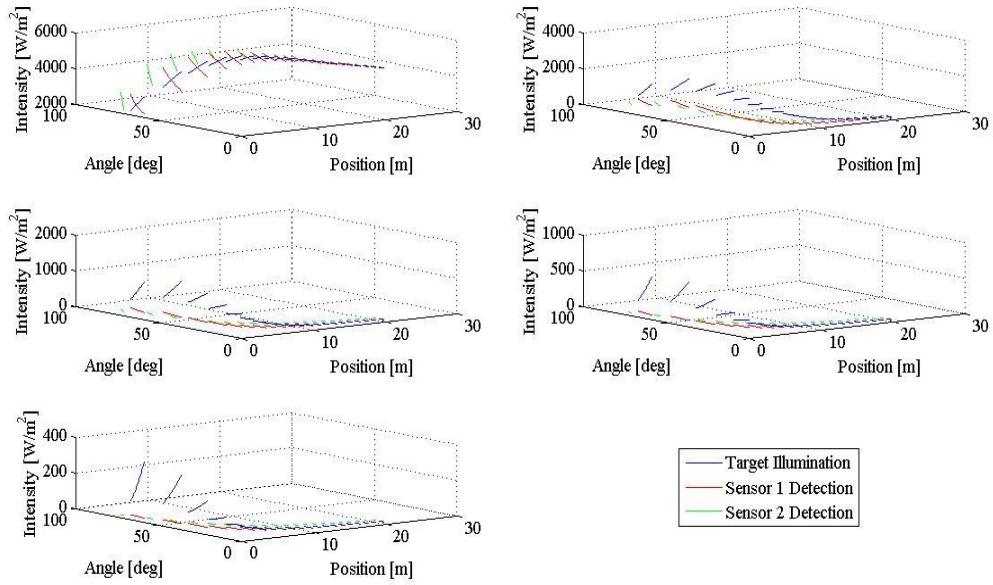 Intensity [W/m2]
6000
4000
2000
100
50
0
0
10
20
30
Angle [deg]
Position [m]
Intensity [W/m2]
4000
2000
0
100
50
0
0
10
20
30
Angle [deg]
Position [m]
Intensity [W/m2]
2000
1000
0
100
50
0
0
10
20
30
Angle [deg]
Position [m]
Intensity [W/m2]
1000
500
0
100
50
0
0
10
20
30
Angle [deg]
Position [m]
Intensity [W/m2]
400
200
0
100
50
0
0
10
20
30
Angle [deg]
Position [m]
Target Illumination
Sensor 1 Detection
Sensor 2 Detection